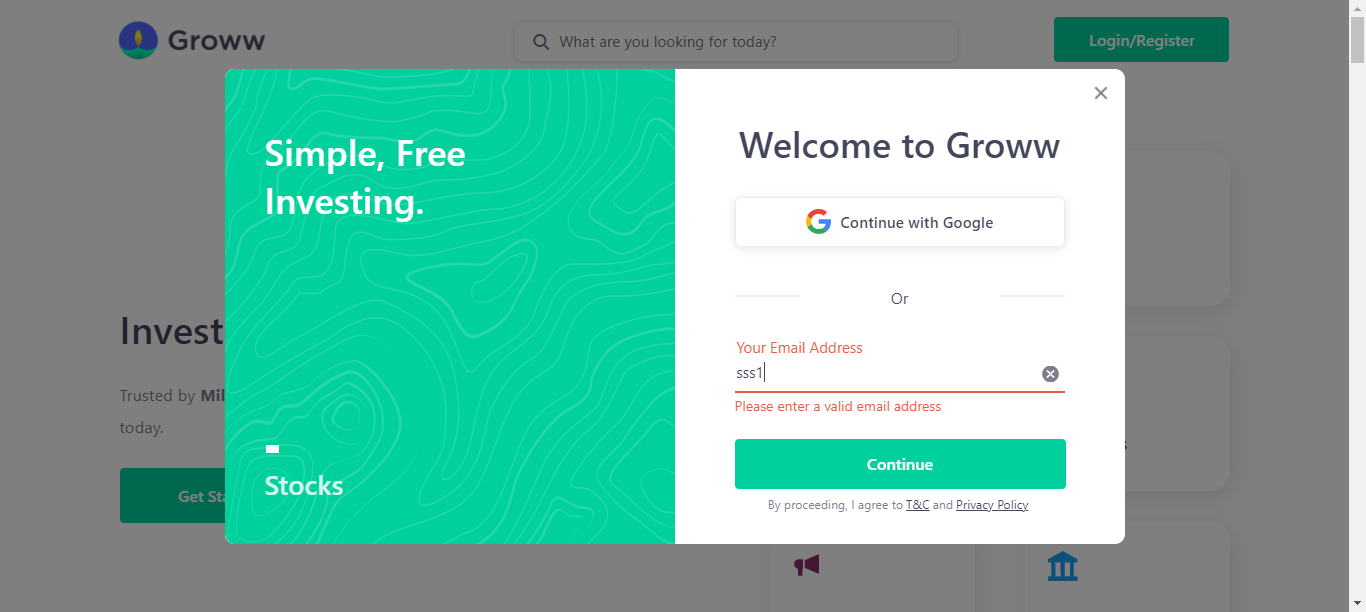 Groww
What are you looking for today?
Login/Register
Simple, Free
Investing.
Stocks
Welcome to Groww
Continue with Google
Or
Your Email Address
sss1
Please enter a valid email address
Continue
By proceeding, I agree to T&C and Privacy Policy
Invest
Trusted by Mil
today.
Get Sta